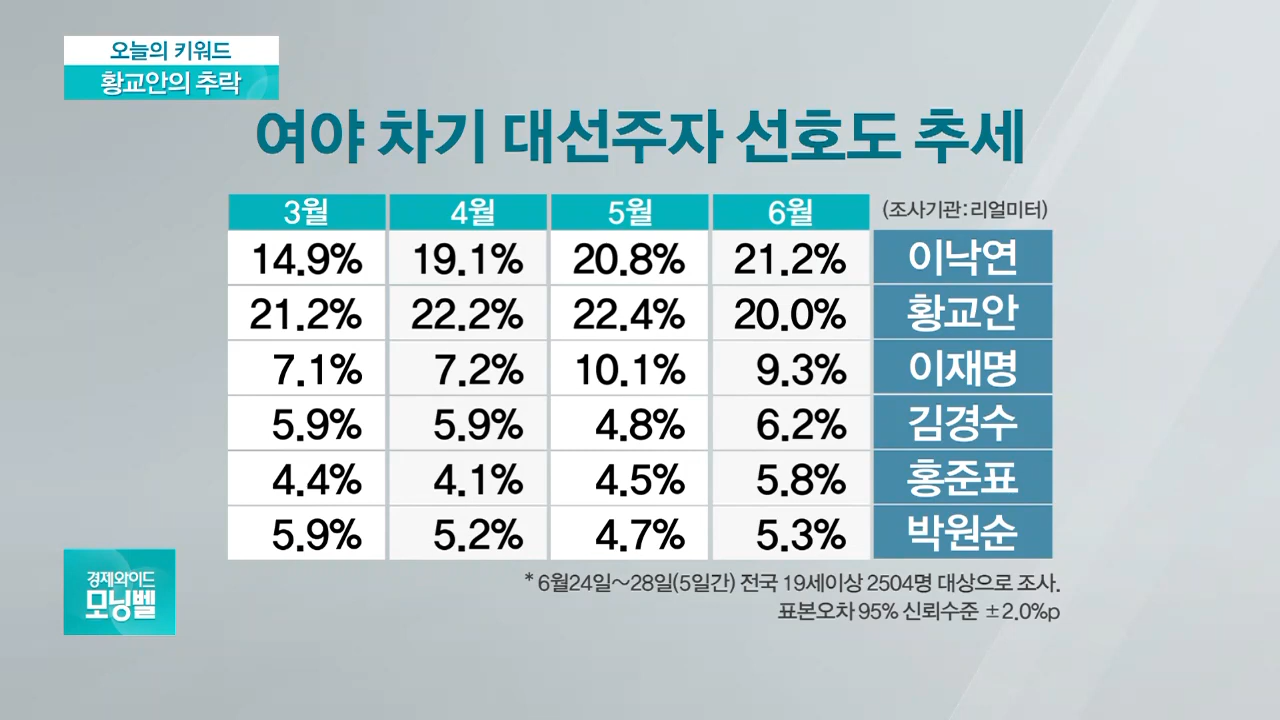 오늘의 키워드
황교안의 추락
여야 차기 대선주자 선호도 추세
3월 4월 5월 6월 (조사기관:리얼미터)
14.9% 19.1% 20.8% 21.2% 이낙연
21.2% 22.2% 22.4% 20.0% 황교안
7.1% 7.2% 10.1% 9.3% 이재명
5.9% 5.9% 4.8% 6.2% 김경수
4.4% 4.1% 4.5% 5.8% 홍준표
5.9% 5.2% 4.7% 5.3% 박원순
* 6월24일~28일(5일간) 전국 19세이상 2504명 대상으로 조사.
표본오차 95% 신뢰수준 ±2.0%p
경제와이드
모닝벨